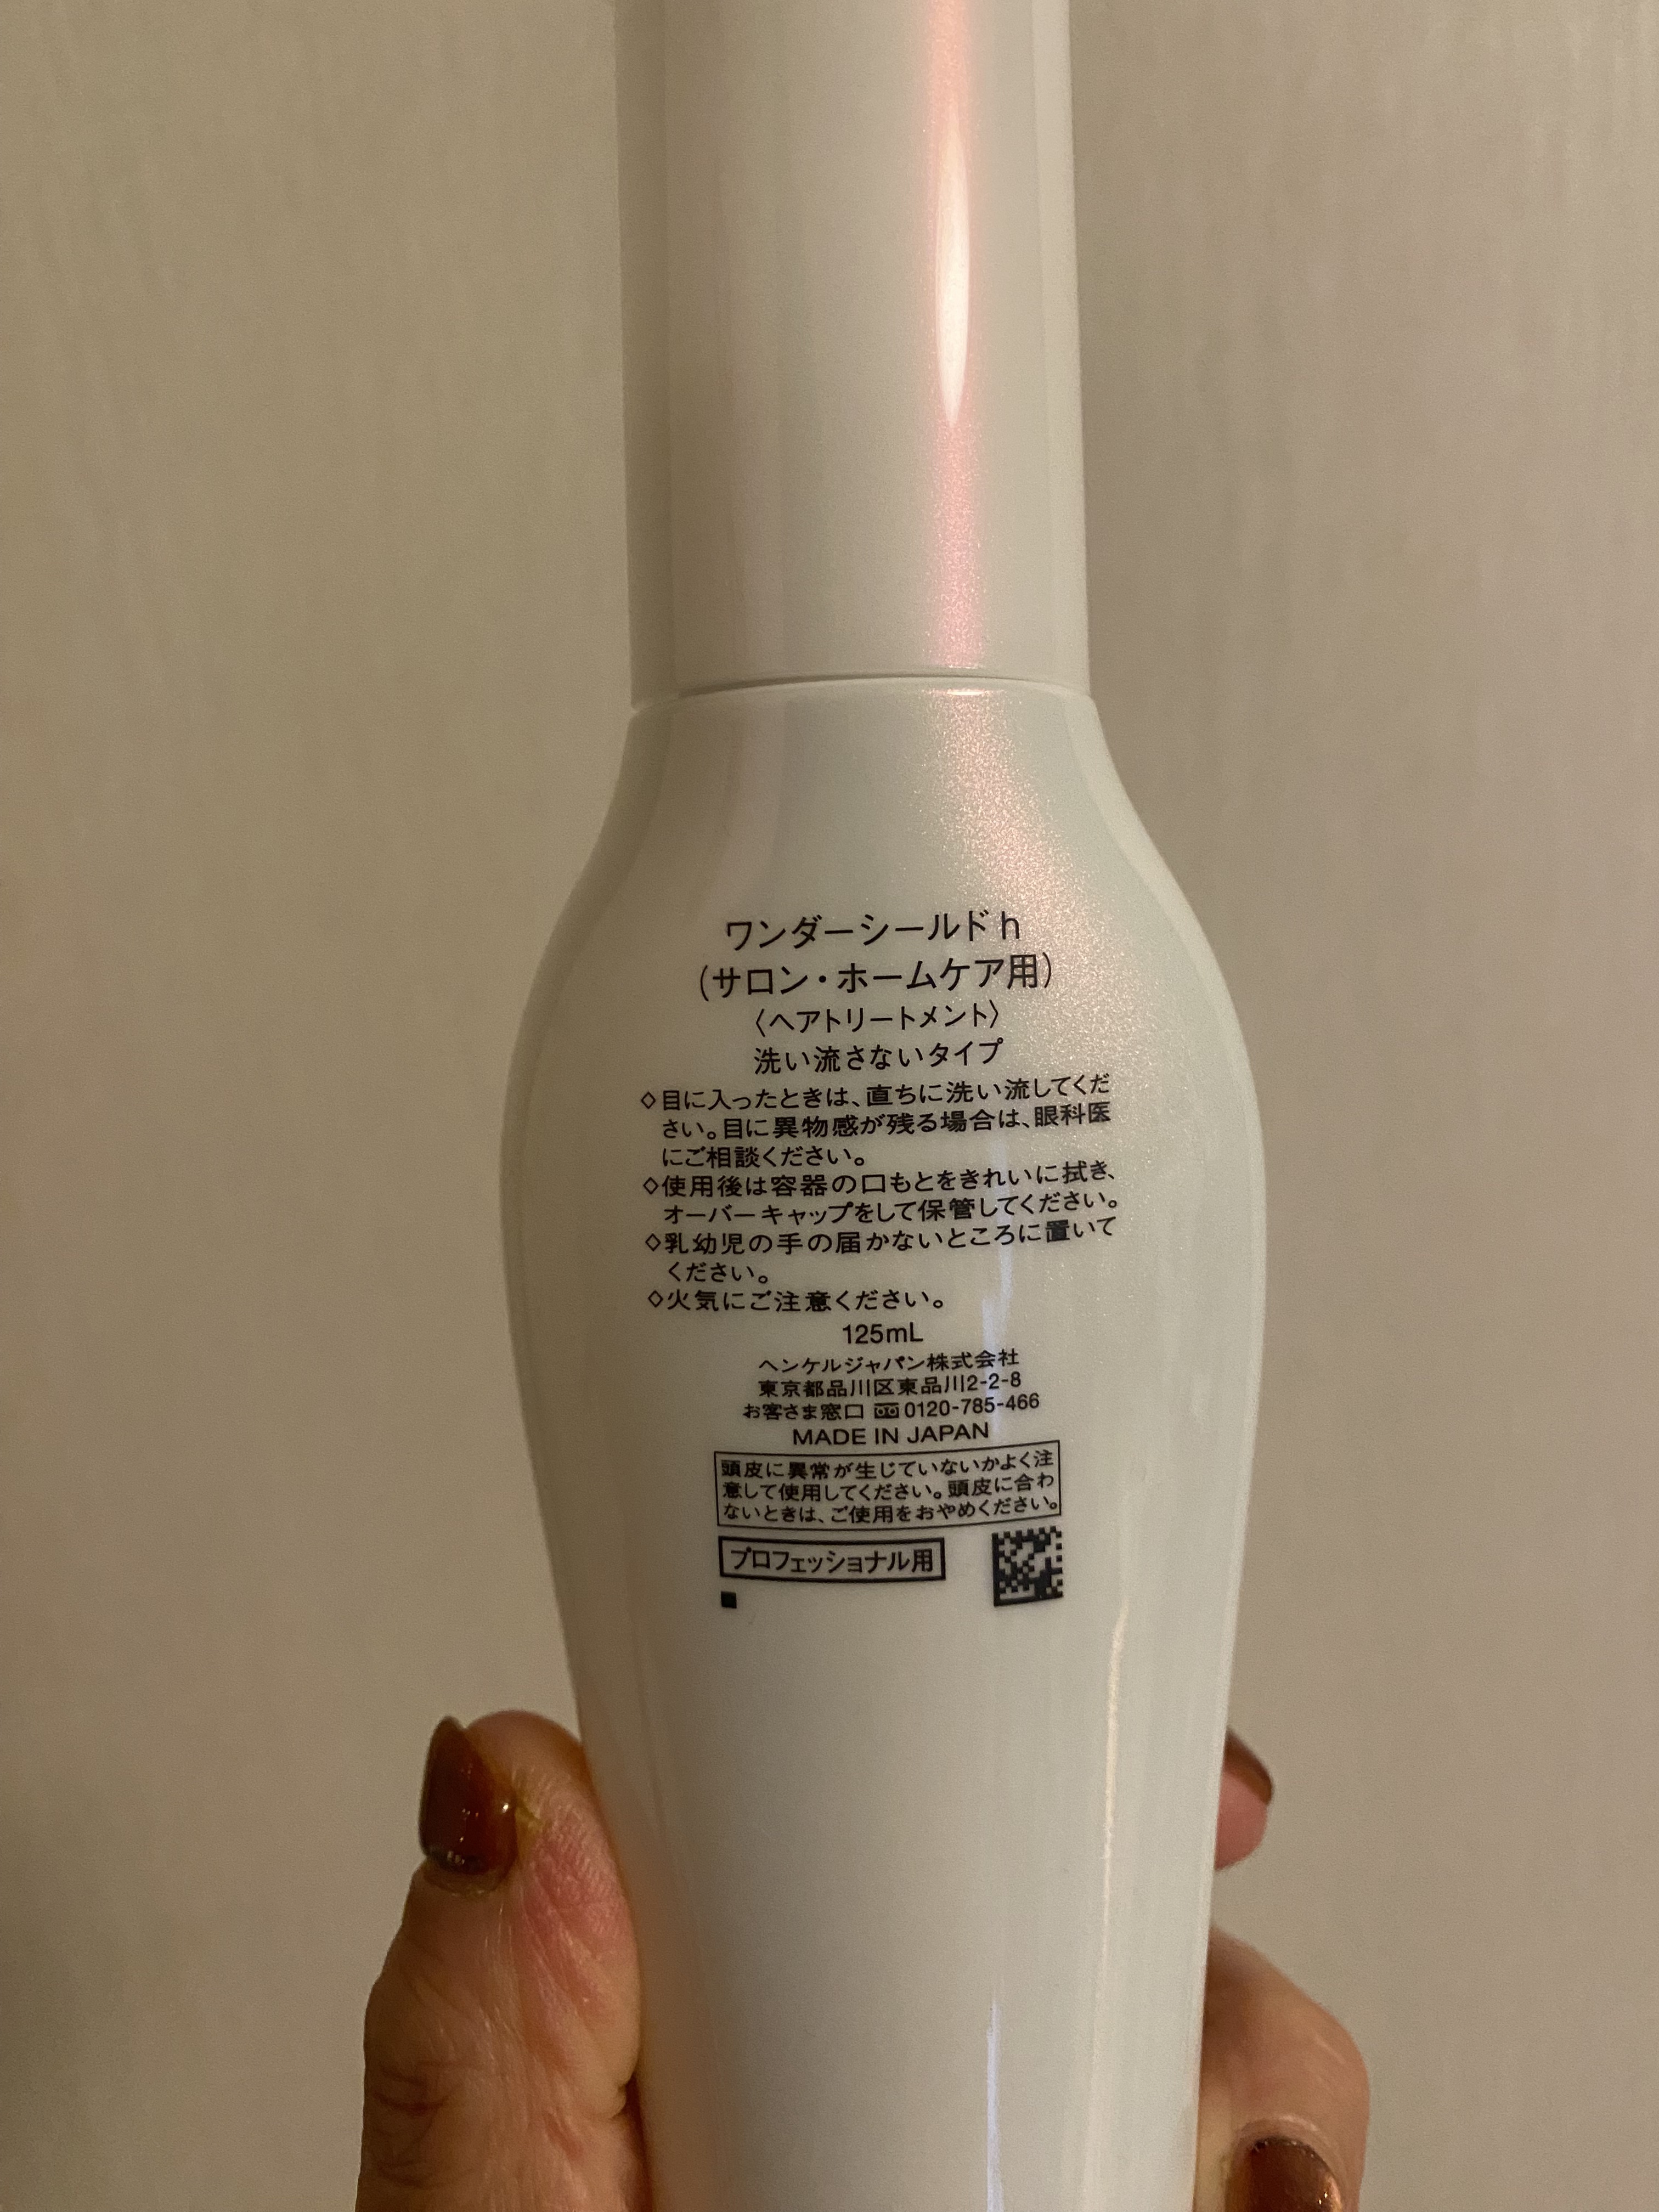 ワンダーシールドh
(サロン・ホームケア用)
〈ヘアトリートメント〉
洗い流さないタイプ
◇目に入ったときは、直ちに洗い流してくだ
さい。目に異物感が残る場合は、眼科医
にご相談ください。
◇使用後は容器の口もとをきれいに拭き、
オーバーキャップをして保管してください。
◇乳幼児の手の届かないところに置いて
ください。
◇火気にご注意ください。
125mL
ヘンケルジャパン株式会社
東京都品川区東品川2-2-8
お客さま窓口 0120-785-466
MADE IN JAPAN
頭皮に異常が生じていないかよく注
意して使用してください。頭皮に合わ
ないときは、ご使用をおやめください。
プロフェッショナル用